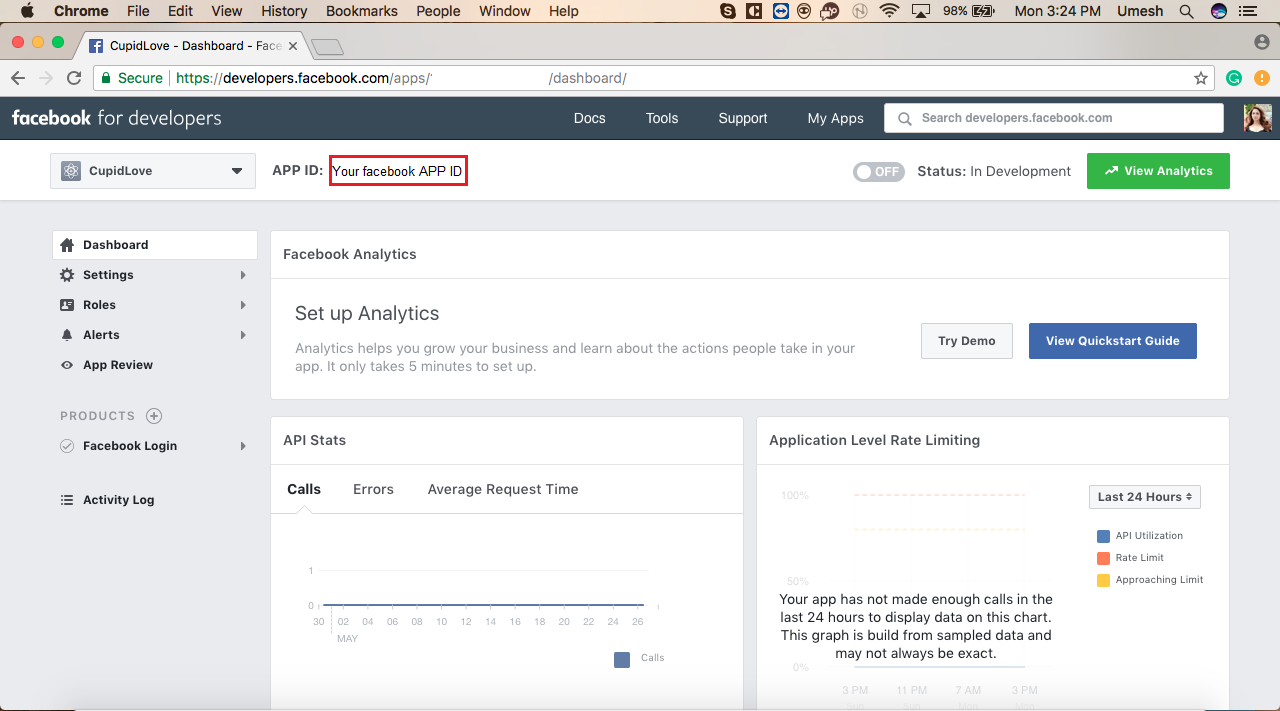 Chrome File Edit View History Bookmarks People Window Help 98% Mon 3:24 PM Umesh
CupidLove - Dashboard - Face
Secure https://developers.facebook.com/apps/ /dashboard/
facebook for developers Docs Tools Support My Apps Search developers.facebook.com
CupidLove APP ID: Your facebook APP ID OFF Status: In Development View Analytics
Dashboard
Settings
Roles
Alerts
App Review
PRODUCTS
Facebook Login
Activity Log
Facebook Analytics
Set up Analytics
Analytics helps you grow your business and learn about the actions people take in your
app. It only takes 5 minutes to set up.
Try Demo View Quickstart Guide
API Stats
Calls Errors Average Request Time
1
0
30 02 04 06 08 10 12 14 16 18 20 22 24 26
MAY
Calls
Application Level Rate Limiting
Last 24 Hours
100%
API Utilization
Rate Limit
Approaching Limit
50%
Your app has not made enough calls in the
last 24 hours to display data on this chart.
This graph is build from sampled data and
may not always be exact.
0%
3 PM 11 PM 7 AM 3 PM
Sun Sun Mon Mon